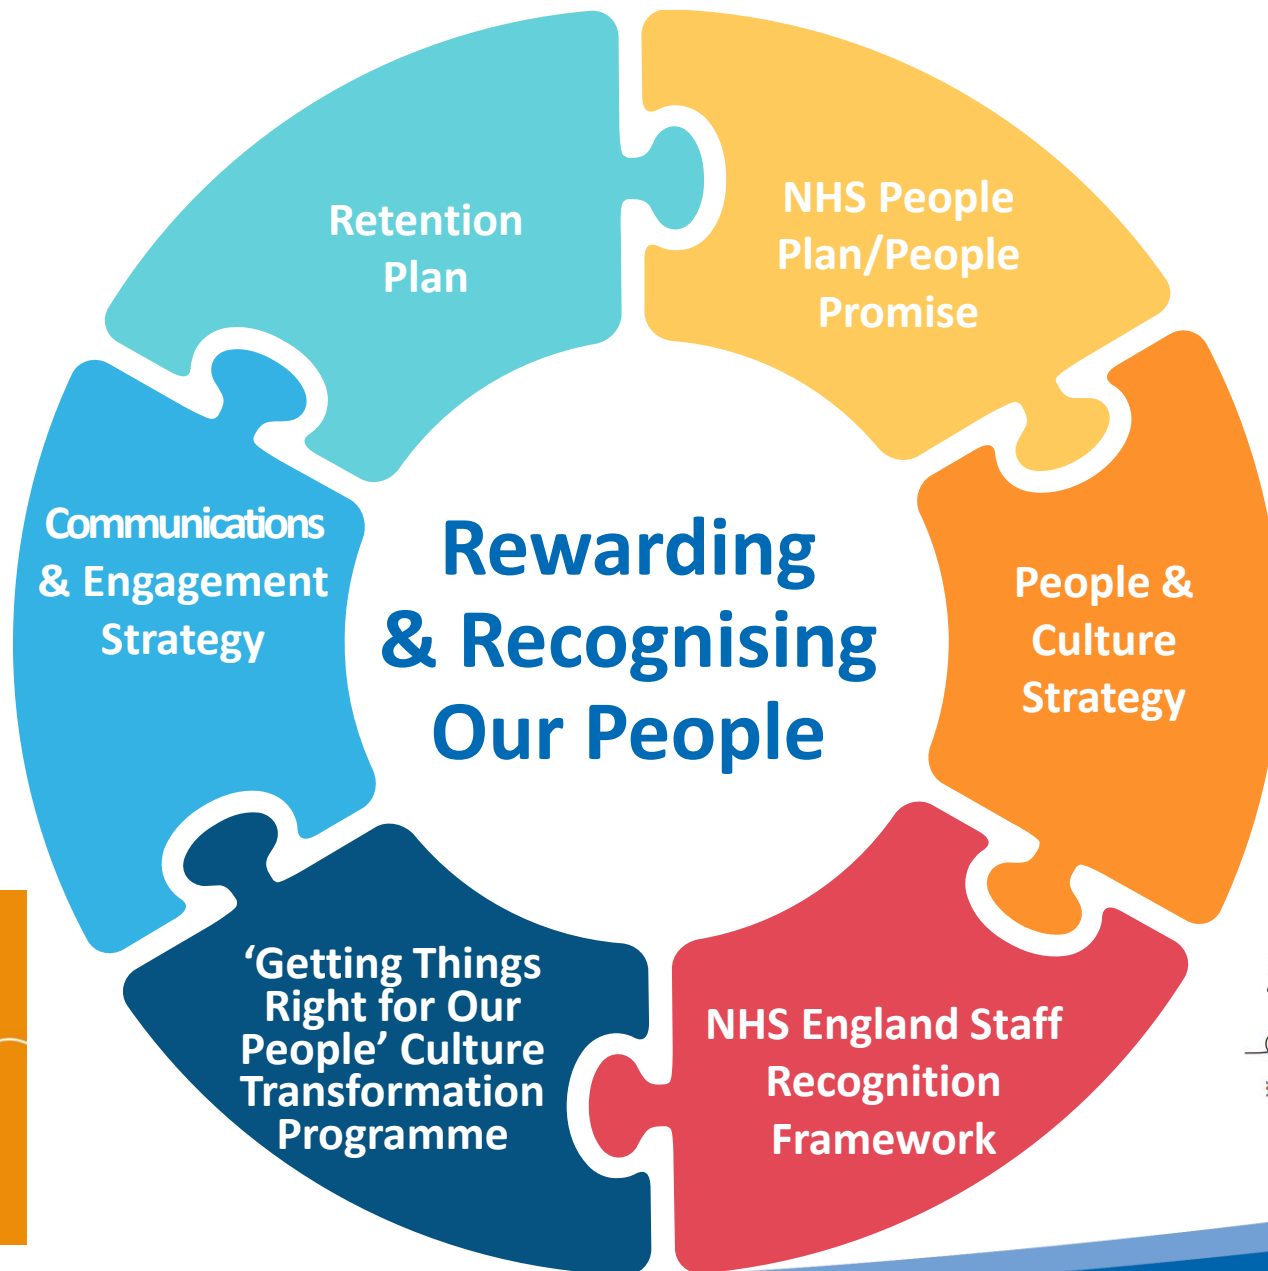 Retention
Plan
NHS People
Plan/People
Promise
Communications
& Engagement
Strategy
Rewarding
& Recognising
Our People
People &
Culture
Strategy
‘Getting Things
Right for Our
People’ Culture
Transformation
Programme
NHS England Staff
Recognition
Framework